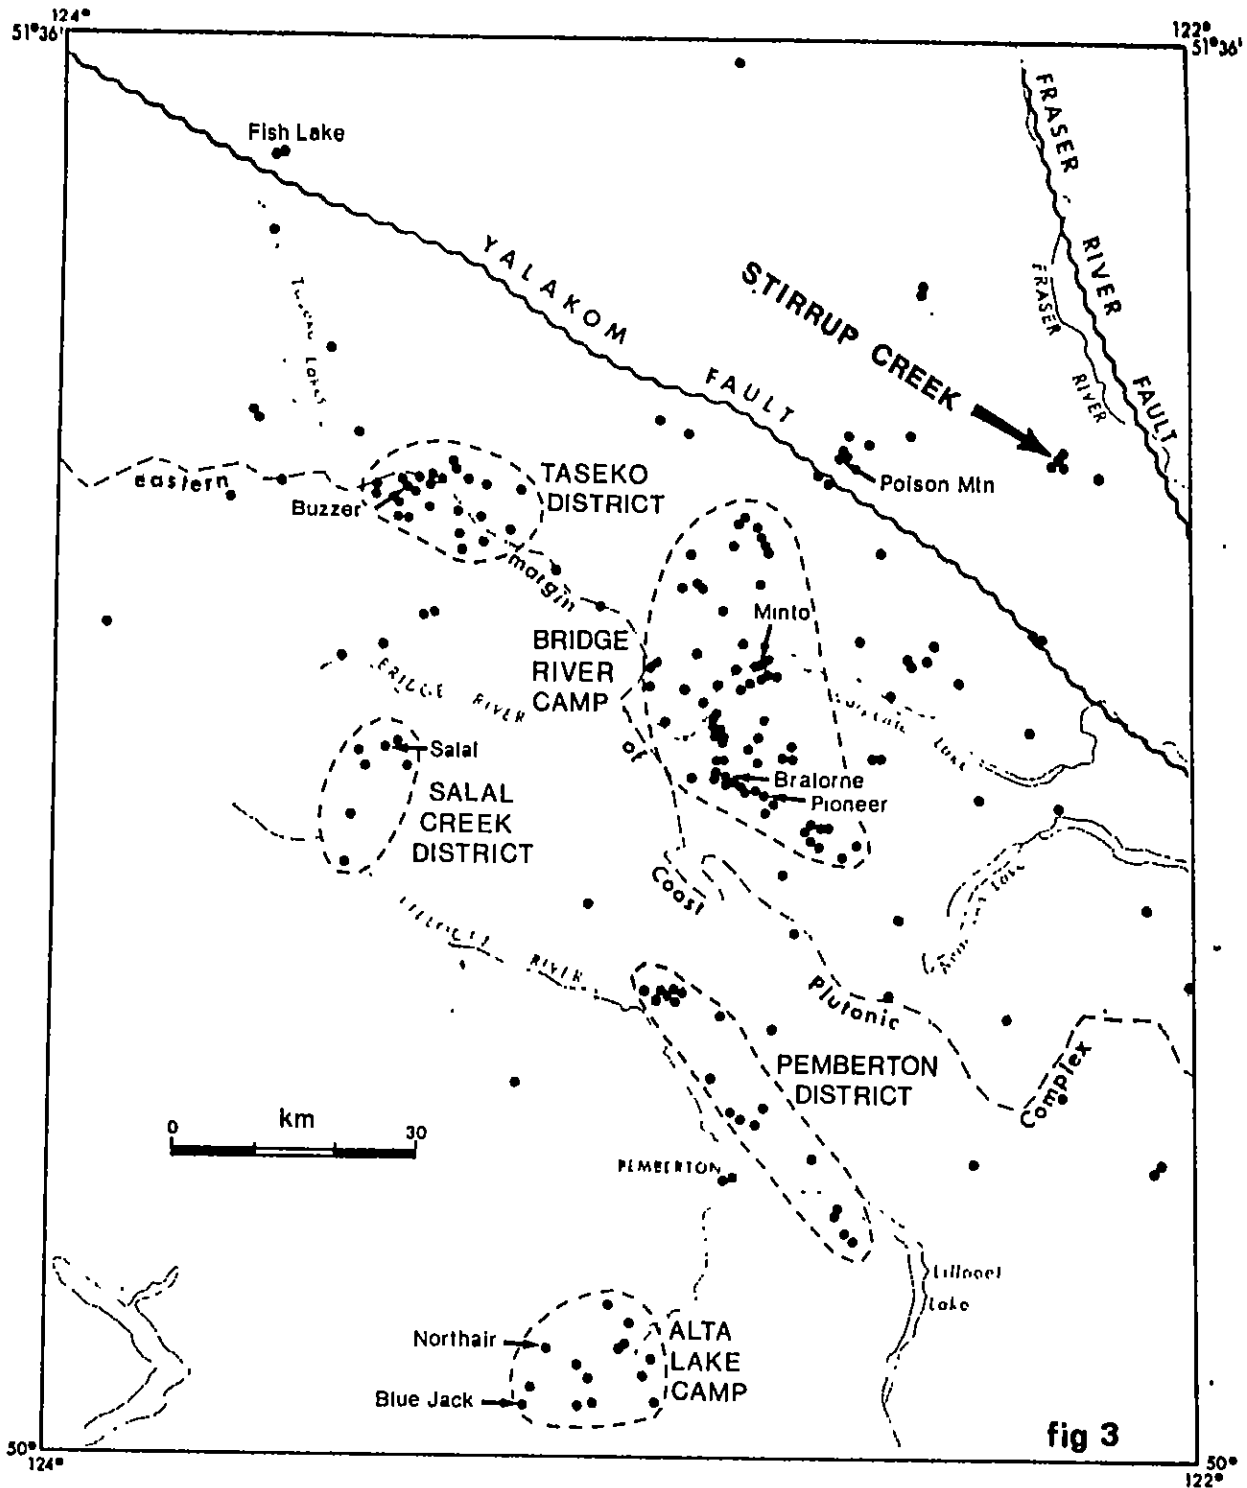 124°
51°36'
122°
51°36'
FRASER RIVER FAULT
Fish Lake
YALAKOM FAULT
STIRRUP CREEK
FRASER RIVER
Lakes
Poison Mtn
eastern
TASEKO
DISTRICT
Buzzer
margin
Minto
BRIDGE
RIVER
CAMP
BRIDGE RIVER
of
Lake
Salal
Bralorne
Pioneer
SALAL
CREEK
DISTRICT
Coast
Lake
RIVER
Plutonic
PEMBERTON
DISTRICT
Complex
km
0
30
PEMBERTON
Lillooet
Lake
Northair
ALTA
LAKE
CAMP
Blue Jack
fig 3
50°
124°
50°
122°